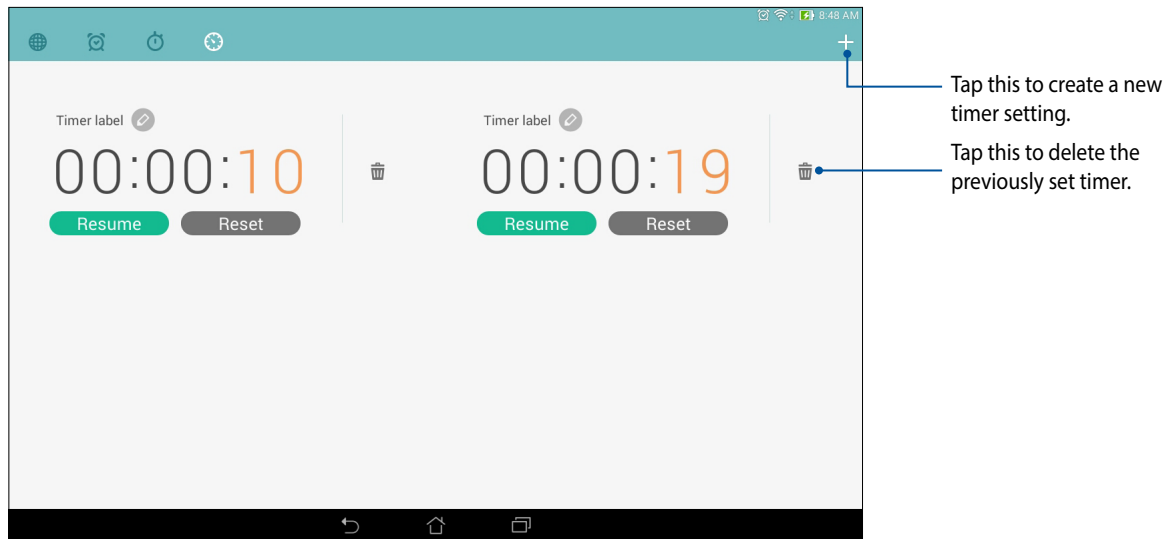 8:48 AM
Tap this to create a new
timer setting.
Timer label
Timer label
00:00:10
00:00:19
Tap this to delete the
previously set timer.
Resume
Reset
Resume
Reset